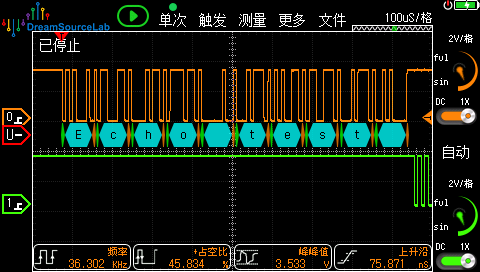 DreamSourceLab
单次 触发 测量 更多 文件
100uS/格
已停止
2V/格
ful
sin
DC 1X
0
U
E c h o t e s t
自动
1
2V/格
ful
sin
DC 1X
频率
36.302 KHz
+占空比
45.834 %
峰峰值
3.533 V
上升沿
75.871 nS